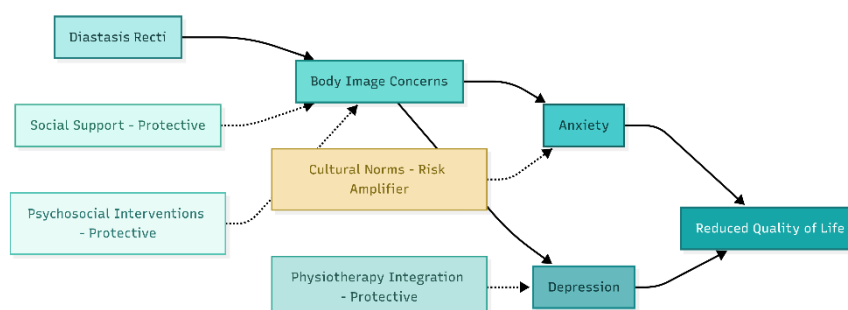 Diastasis Recti
Body Image Concerns
Social Support - Protective
Anxiety
Cultural Norms - Risk
Amplifier
Psychosocial Interventions
- Protective
Reduced Quality of Life
Physiotherapy Integration
- Protective
Depression